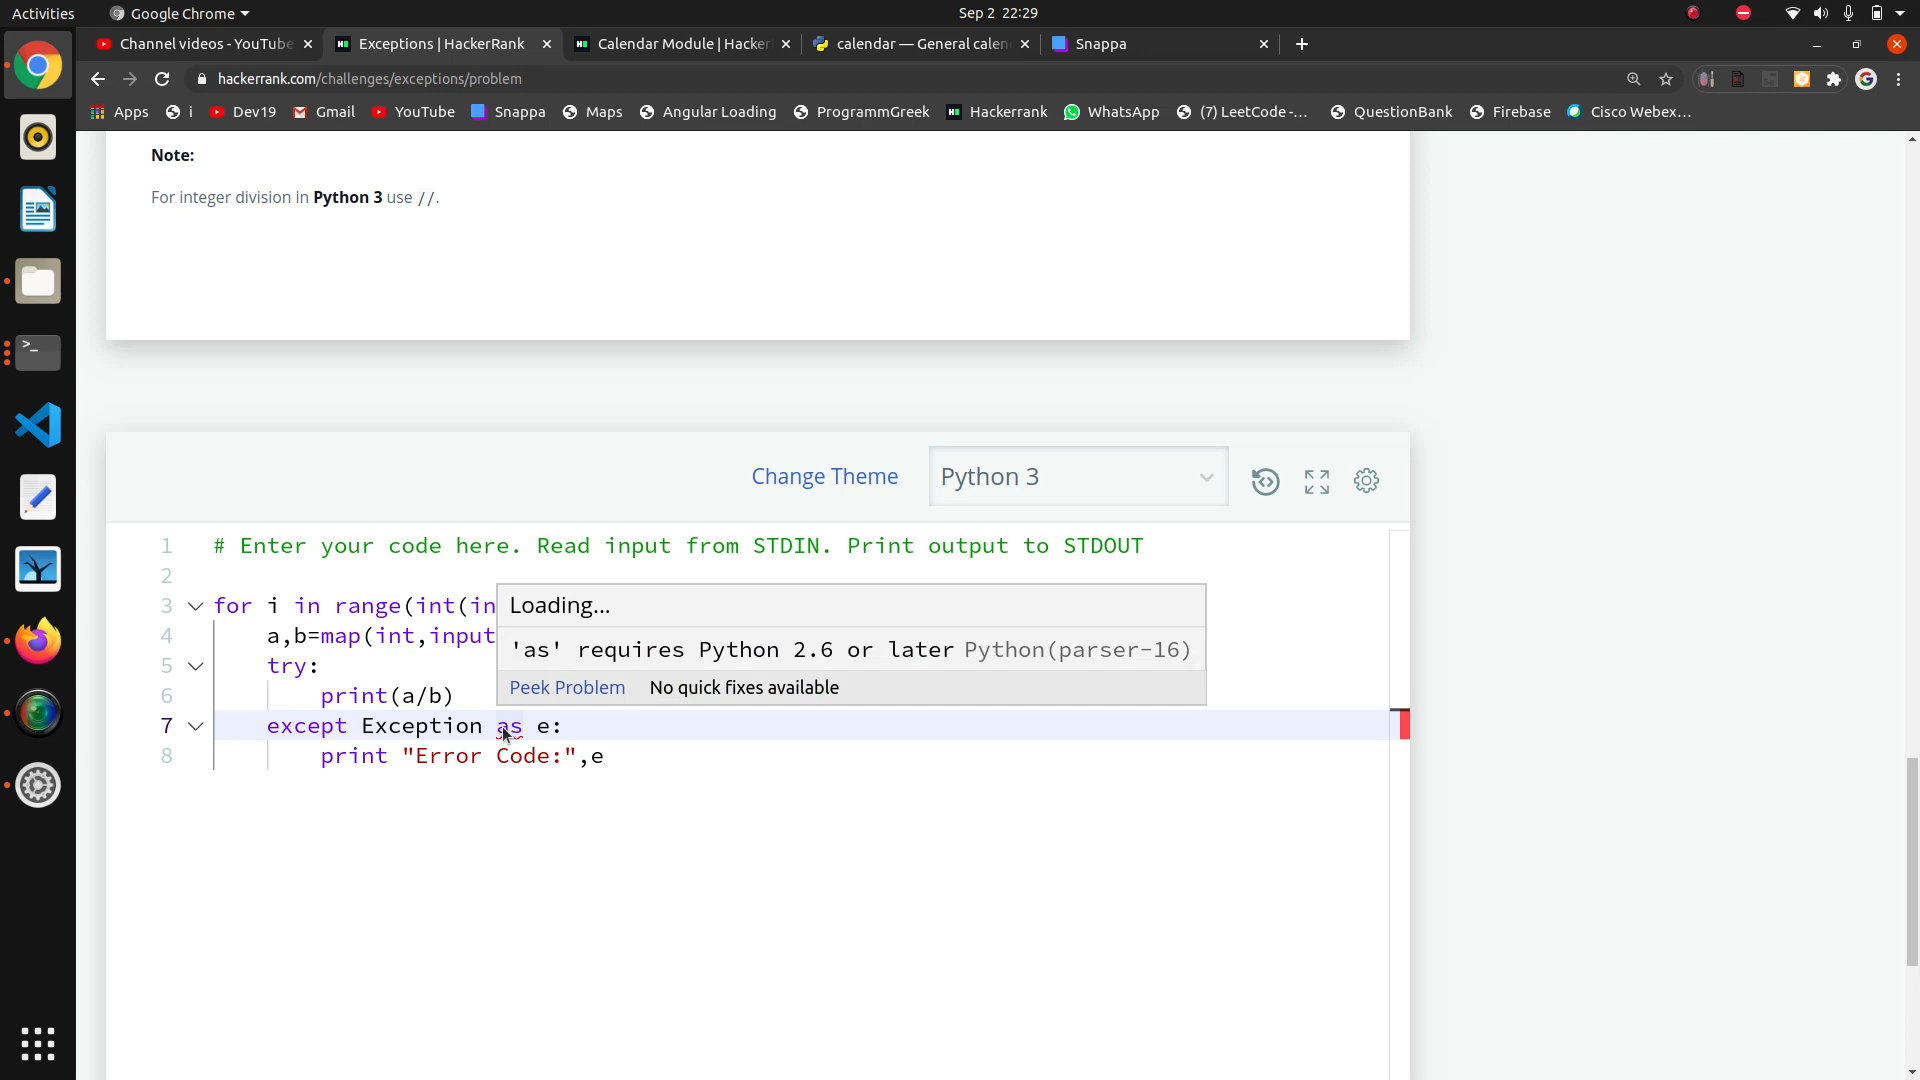 Activities
Google Chrome
Sep 2 22:29
Channel videos - YouTube
Exceptions | HackerRank
Calendar Module | Hacker
calendar — General calen
Snappa
hackerrank.com/challenges/exceptions/problem
Apps
i
Dev19
Gmail
YouTube
Snappa
Maps
Angular Loading
ProgrammGreek
Hackerrank
WhatsApp
(7) LeetCode -...
QuestionBank
Firebase
Cisco Webex...
Note:
For integer division in Python 3 use //.
Change Theme
Python 3
1 # Enter your code here. Read input from STDIN. Print output to STDOUT
2
3 for i in range(int(in
4 a,b=map(int,input
5 try:
6 print(a/b)
7 except Exception as e:
8 print "Error Code:",e
Loading...
'as' requires Python 2.6 or later Python(parser-16)
Peek Problem No quick fixes available